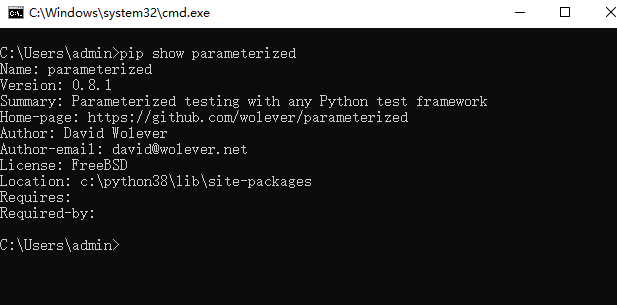 C:\Windows\system32\cmd.exe
C:\Users\admin>pip show parameterized
Name: parameterized
Version: 0.8.1
Summary: Parameterized testing with any Python test framework
Home-page: https://github.com/wolever/parameterized
Author: David Wolever
Author-email: david@wolever.net
License: FreeBSD
Location: c:\python38\lib\site-packages
Requires:
Required-by:
C:\Users\admin>